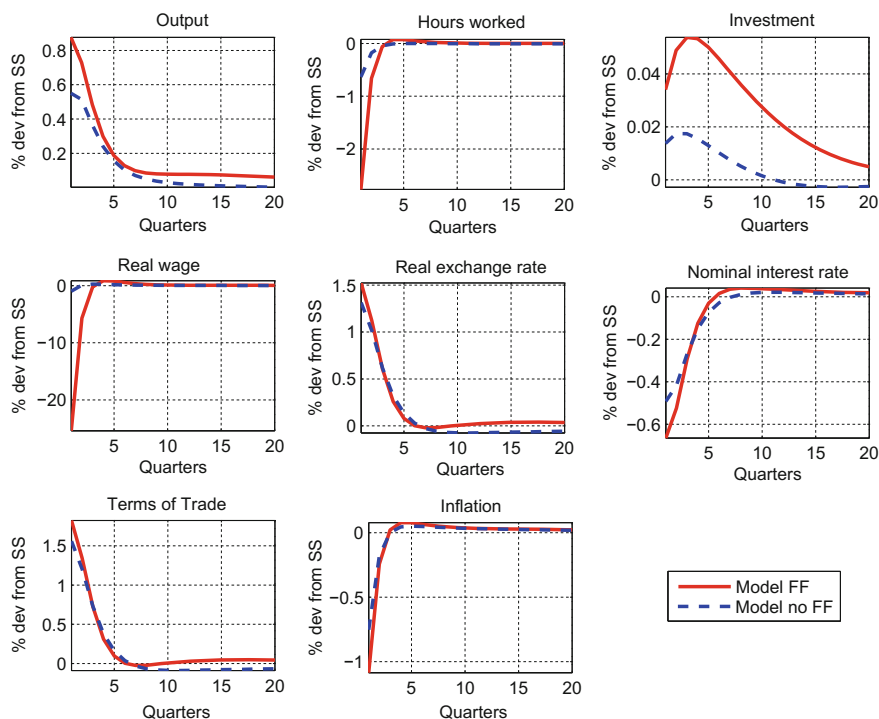 Output
% dev from SS
0.8
0.6
0.4
0.2
5 10 15 20
Quarters
Hours worked
% dev from SS
0
−1
−2
5 10 15 20
Quarters
Investment
% dev from SS
0.04
0.02
0
5 10 15 20
Quarters
Real wage
% dev from SS
0
−10
−20
5 10 15 20
Quarters
Real exchange rate
% dev from SS
1.5
1
0.5
0
5 10 15 20
Quarters
Nominal interest rate
% dev from SS
0
−0.2
−0.4
−0.6
5 10 15 20
Quarters
Terms of Trade
% dev from SS
1.5
1
0.5
0
5 10 15 20
Quarters
Inflation
% dev from SS
0
−0.5
−1
5 10 15 20
Quarters
Model FF
Model no FF